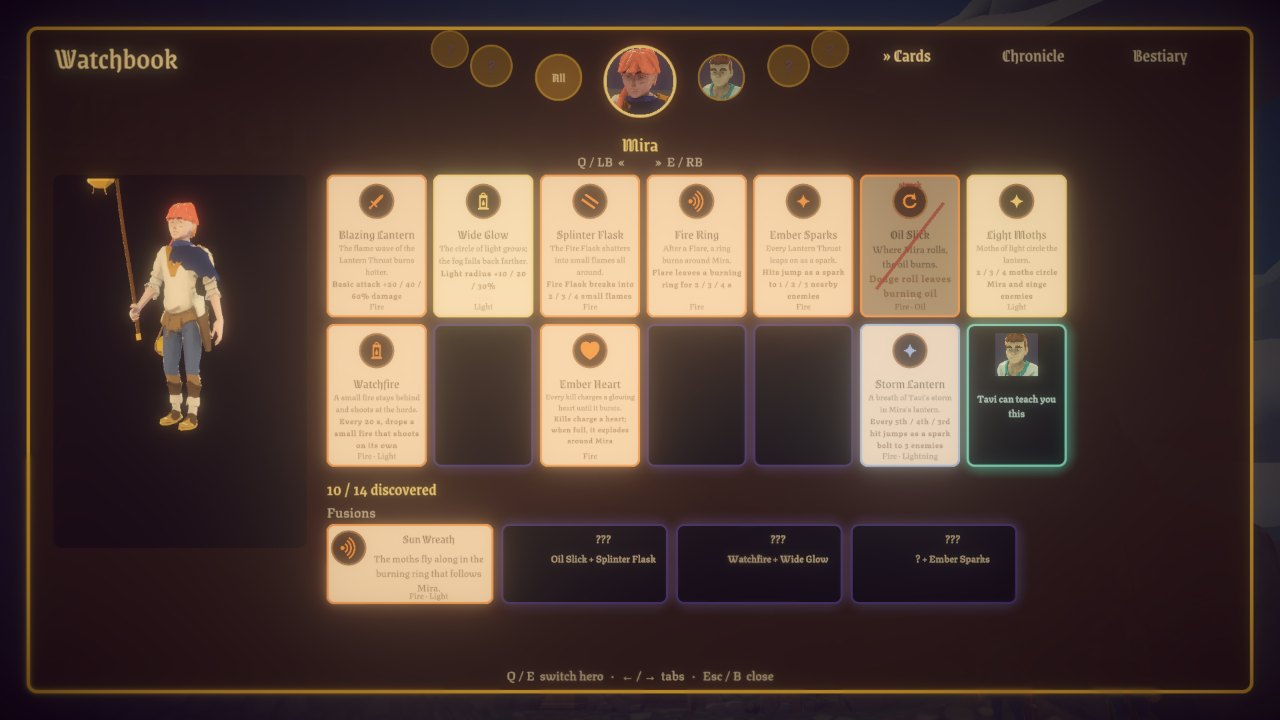 Watchbook
?
?
All
?
?
» Cards
Chronicle
Bestiary
Mira
Q / LB « » E / RB
Blazing Lantern
The flame wave of the
Lantern Thrust burns
hotter.
Basic attack +20 / 40 /
60% damage
Fire
Wide Glow
The circle of light grows;
the fog falls back farther.
Light radius +10 / 20
/ 30%
Light
Splinter Flask
The Fire Flask shatters
into small flames all
around.
Fire Flask breaks into
2 / 3 / 4 small flames
Fire
Fire Ring
After a Flare, a ring
burns around Mira.
Flare leaves a burning
ring for 2 / 3 / 4 s
Fire
Ember Sparks
Every Lantern Thrust
leaps on as a spark.
Hits jump as a spark
to 1 / 2 / 3 nearby
enemies
Fire
Oil Slick
Where Mira rolls,
the oil burns.
Dodge roll leaves
burning oil
Fire · Oil
Light Moths
Moths of light circle the
lantern.
2 / 3 / 4 moths circle
Mira and singe
enemies
Light
Watchfire
A small fire stays behind
and shoots at the horde.
Every 20 s, drops a
small fire that shoots
on its own
Fire · Light
Ember Heart
Every kill charges a glowing
heart until it bursts.
Kills charge a heart;
when full, it explodes
around Mira
Fire
Storm Lantern
A breath of Tavi's storm
in Mira's lantern.
Every 5th / 4th / 3rd
hit jumps as a spark
bolt to 3 enemies
Fire · Lightning
Tavi can teach you
this
10 / 14 discovered
Fusions
Sun Wreath
The moths fly along in the
burning ring that follows
Mira.
Fire · Light
???
Oil Slick + Splinter Flask
???
Watchfire + Wide Glow
???
? + Ember Sparks
Q / E switch hero · ← / → tabs · Esc / B close